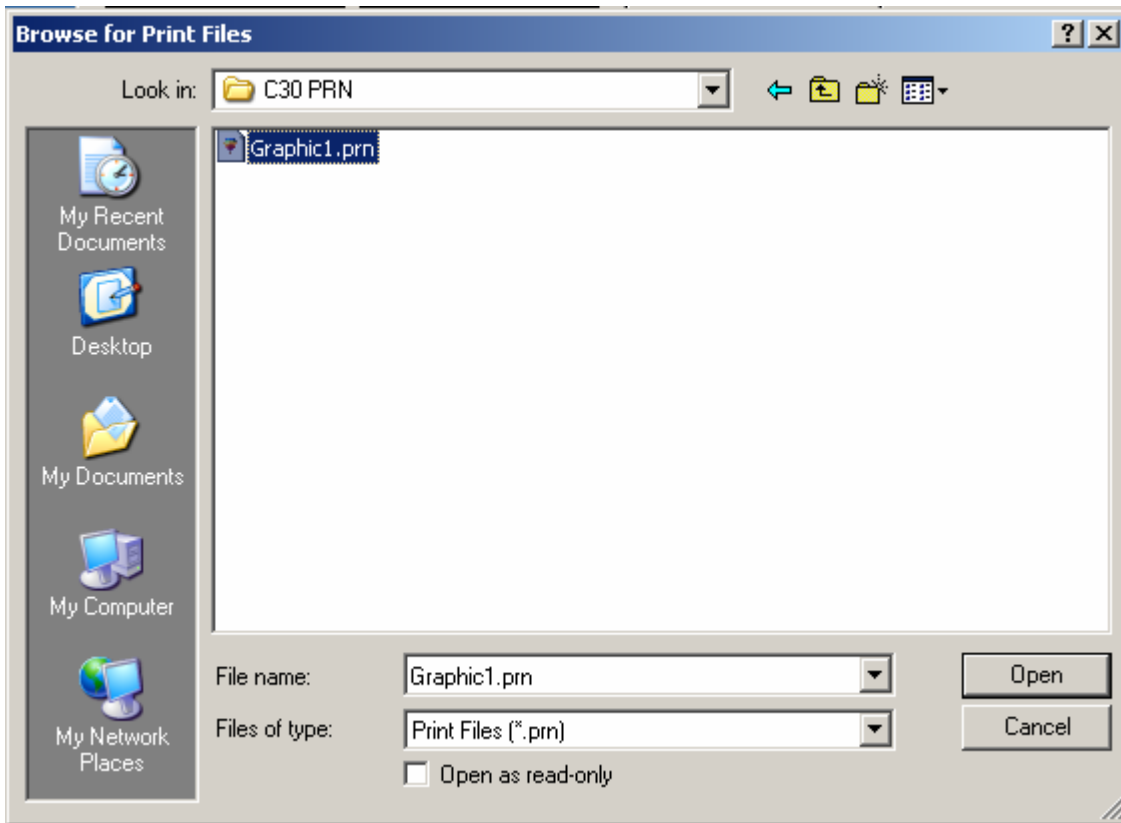 Browse for Print Files
Look in:
C30 PRN
Graphic1.prn
My Recent
Documents
Desktop
My Documents
My Computer
My Network
Places
File name:
Graphic1.prn
Open
Files of type:
Print Files (*.prn)
Cancel
Open as read-only